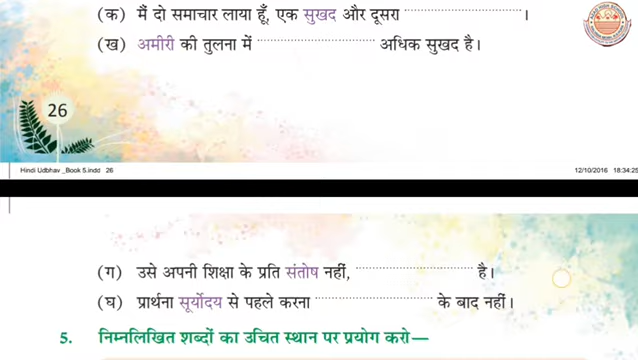 (क) मैं दो समाचार लाया हूँ, एक सुखद और दूसरा .............................. ।
(ख) अमीरी की तुलना में .............................. अधिक सुखद है।
26
Hindi Udbhav _Book 5.indd 26 12/10/2016 18:34:25
(ग) उसे अपनी शिक्षा के प्रति संतोष नहीं, .............................. है।
(घ) प्रार्थना सूर्योदय से पहले करना .............................. के बाद नहीं।
5. निम्नलिखित शब्दों का उचित स्थान पर प्रयोग करो—